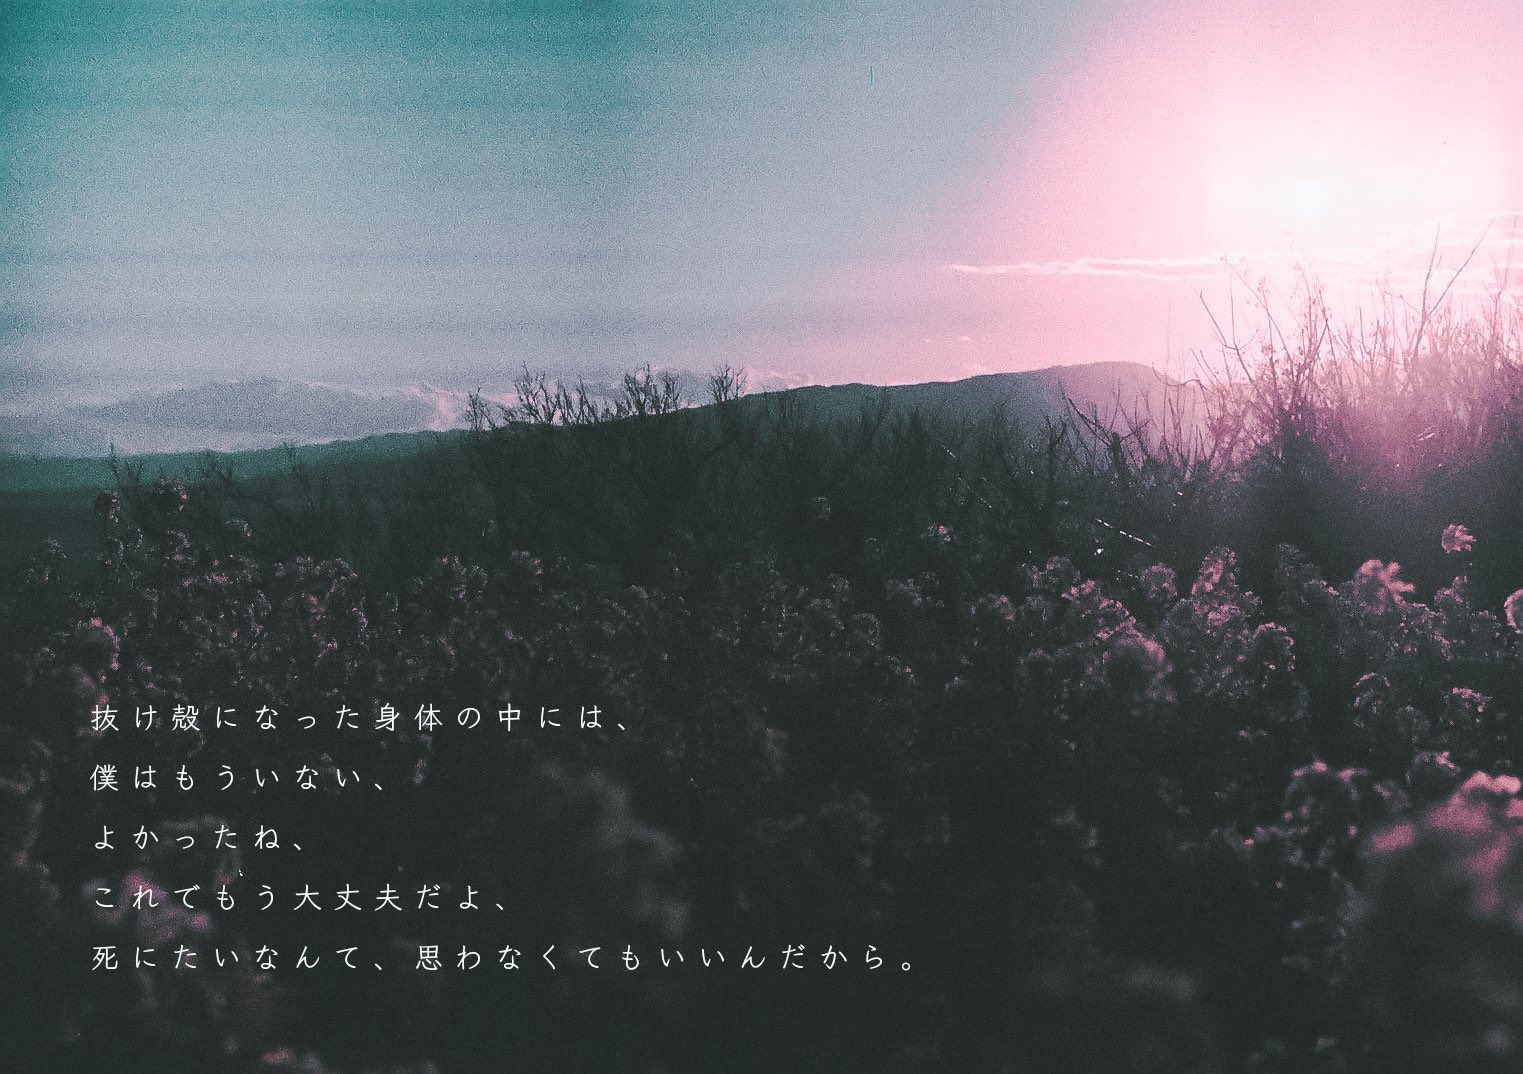 抜け殻になった身体の中には、
僕はもういない、
よかったね、
これでもう大丈夫だよ、
死にたいなんて、思わなくてもいいんだから。